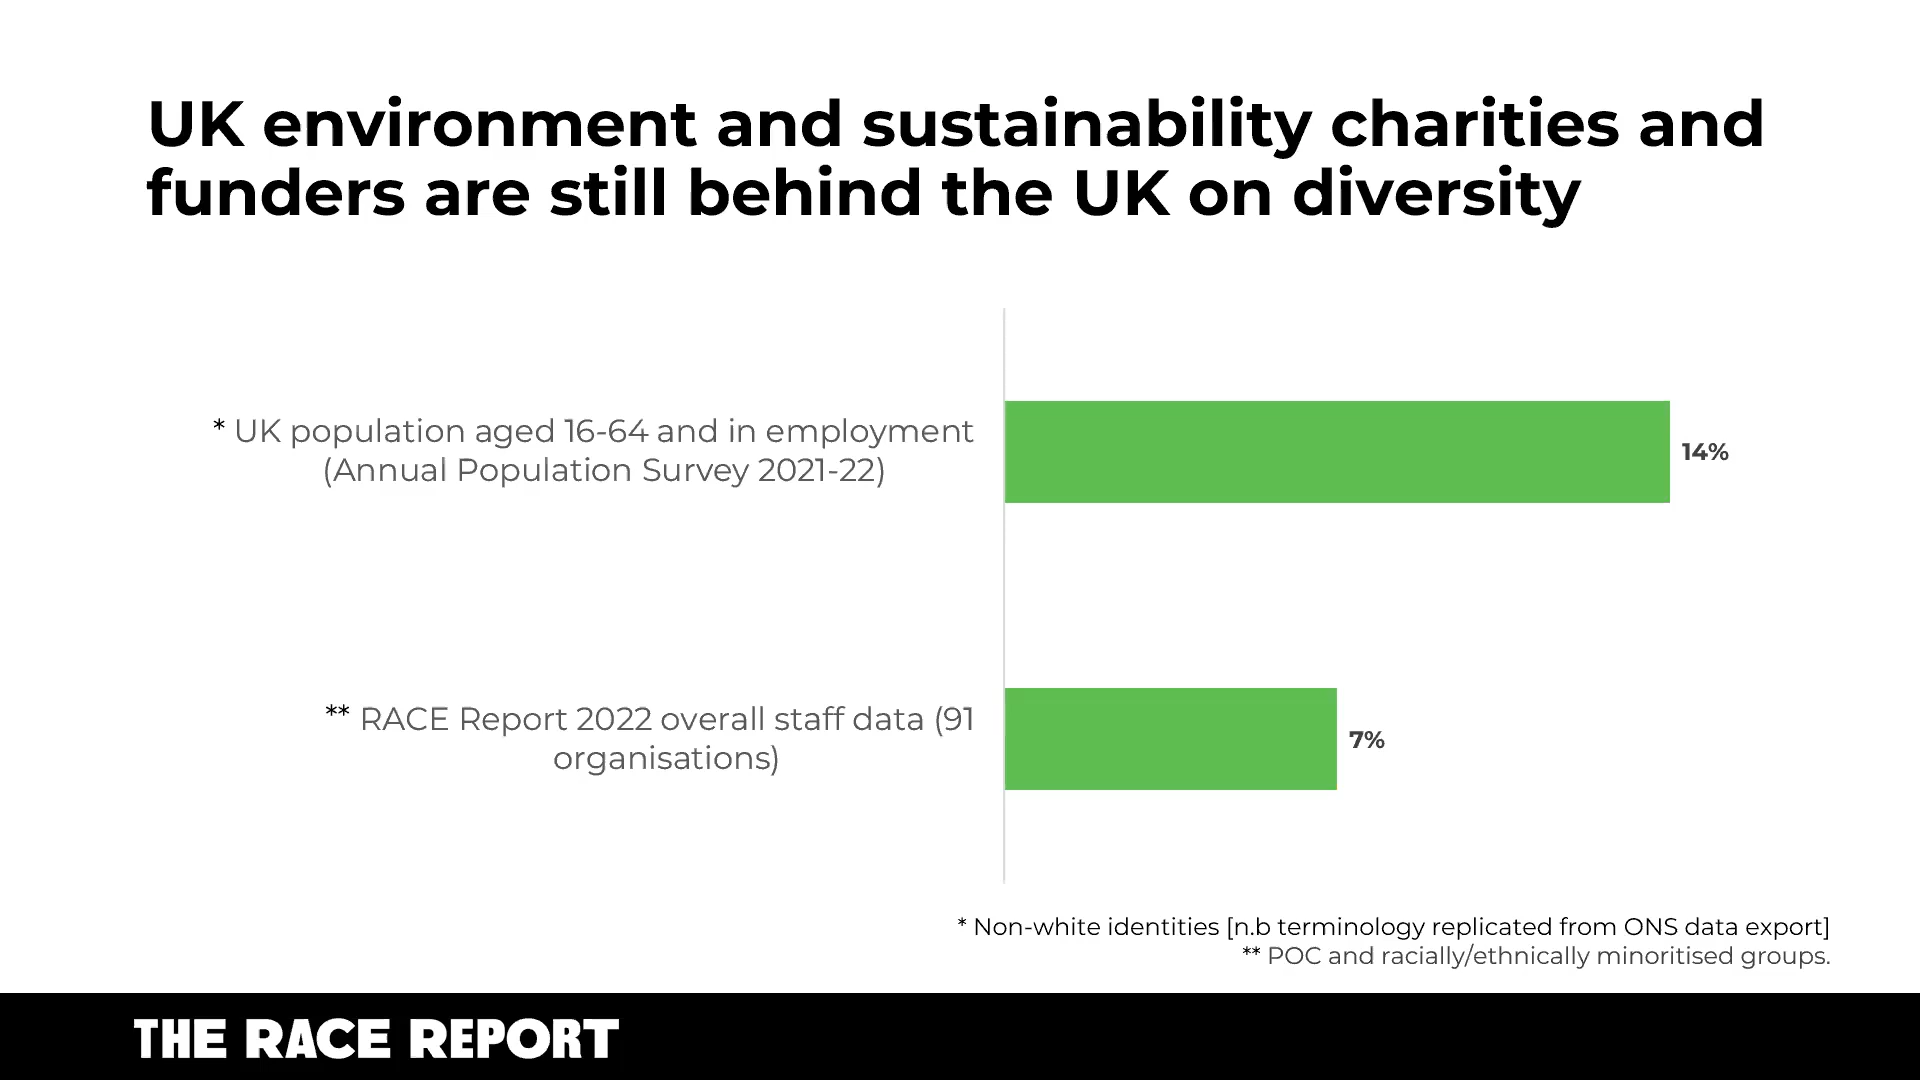 UK environment and sustainability charities and
funders are still behind the UK on diversity
* UK population aged 16-64 and in employment
(Annual Population Survey 2021-22)
14%
** RACE Report 2022 overall staff data (91
organisations)
7%
* Non-white identities [n.b terminology replicated from ONS data export]
** POC and racially/ethnically minoritised groups.
THE RACE REPORT